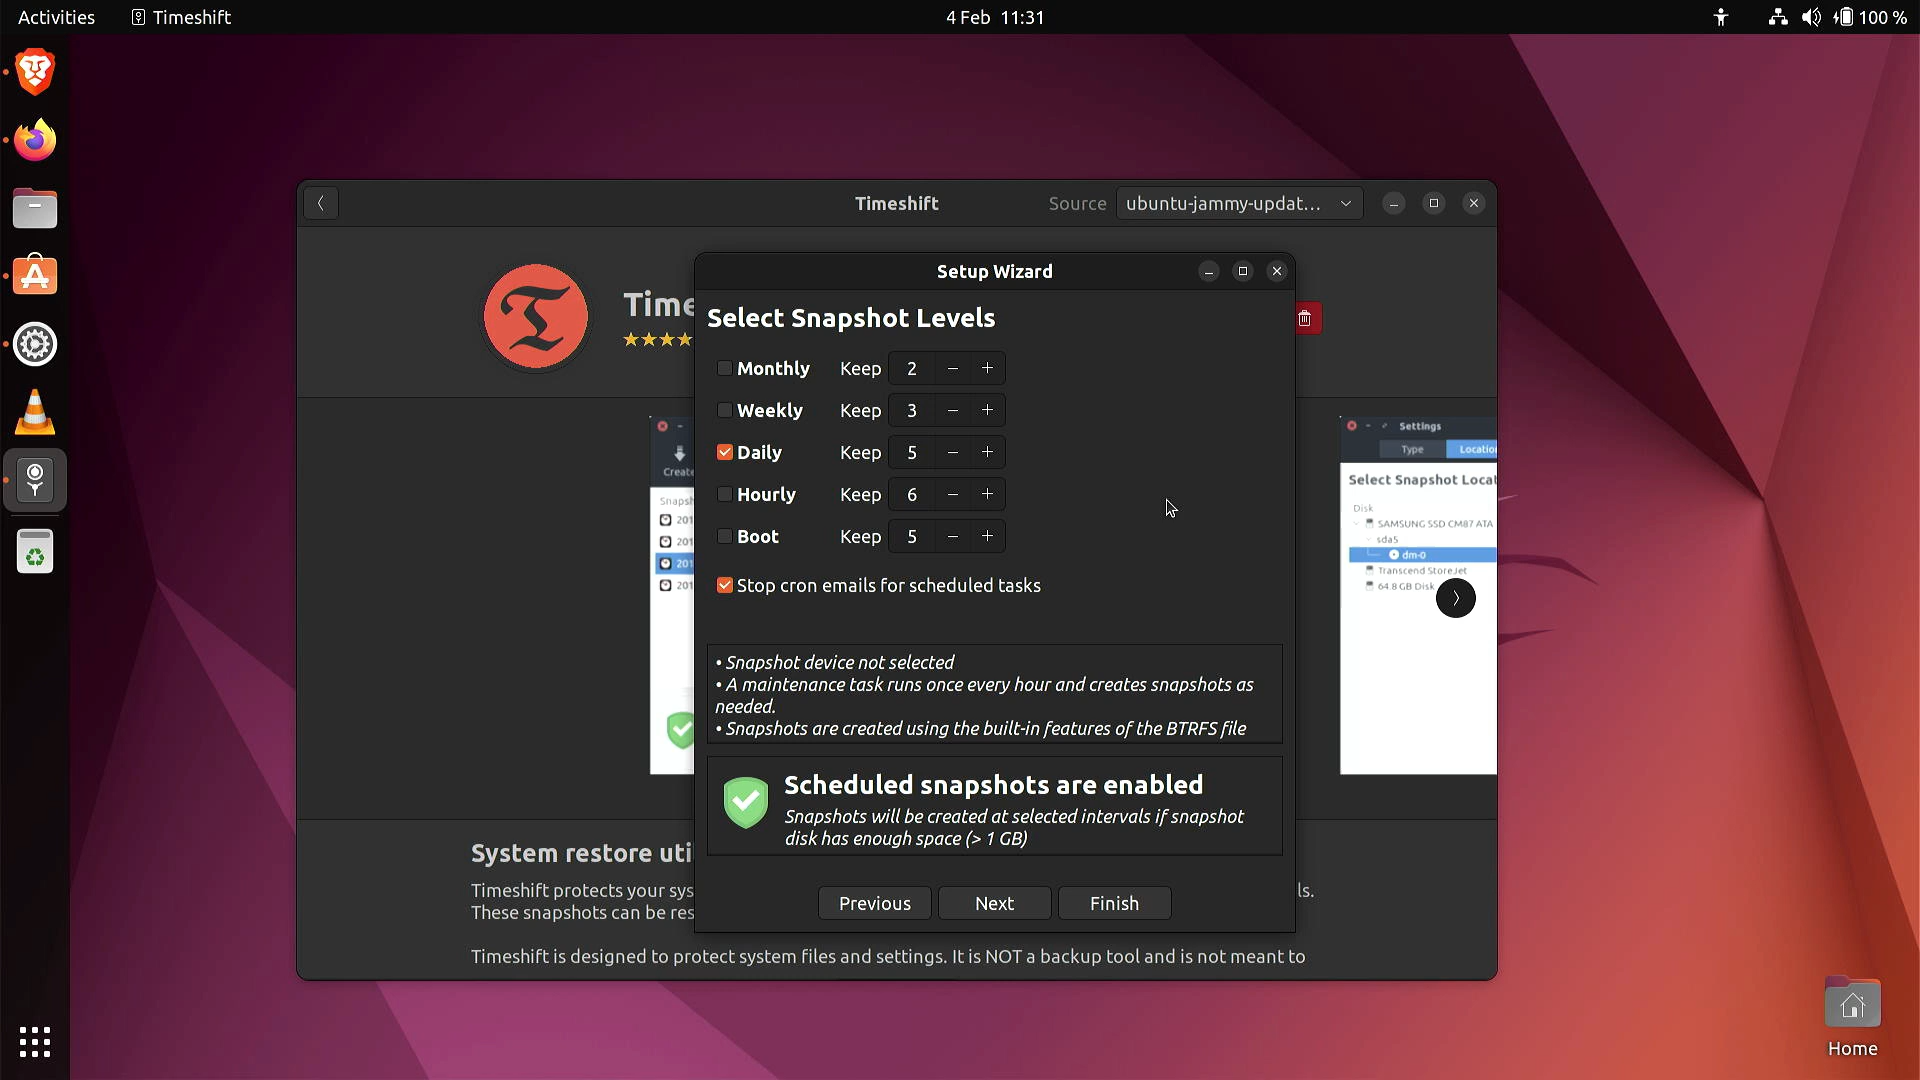 Activities
Timeshift
4 Feb 11:31
100 %
Timeshift
Source
ubuntu-jammy-updat...
Time
Setup Wizard
Select Snapshot Levels
Monthly Keep 2 − +
Weekly Keep 3 − +
Daily Keep 5 − +
Hourly Keep 6 − +
Boot Keep 5 − +
Stop cron emails for scheduled tasks
• Snapshot device not selected
• A maintenance task runs once every hour and creates snapshots as
needed.
• Snapshots are created using the built-in features of the BTRFS file
Scheduled snapshots are enabled
Snapshots will be created at selected intervals if snapshot
disk has enough space (> 1 GB)
Previous
Next
Finish
Create
Snapsh
201
201
201
201
Settings
Type
Location
Select Snapshot Locat
Disk
SAMSUNG SSD CM87 ATA
sda5
dm-0
Transcend StoreJet
64.8 GB Disk
System restore uti
Timeshift protects your sys
ls.
These snapshots can be res
Timeshift is designed to protect system files and settings. It is NOT a backup tool and is not meant to
Home